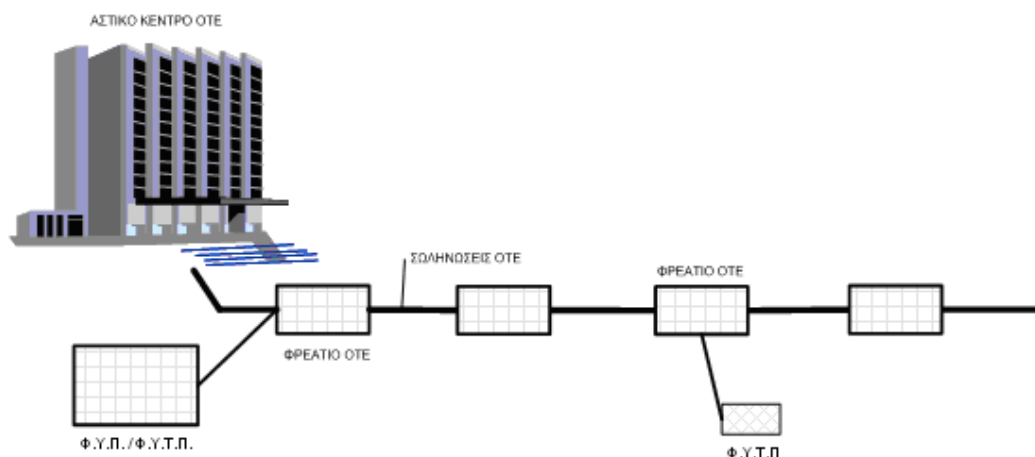 ΑΣΤΙΚΟ ΚΕΝΤΡΟ ΟΤΕ
ΣΩΛΗΝΩΣΕΙΣ ΟΤΕ
ΦΡΕΑΤΙΟ ΟΤΕ
ΦΡΕΑΤΙΟ ΟΤΕ
Φ.Υ.Π. /Φ.Υ.Τ.Π.
Φ.Υ.Τ.Π